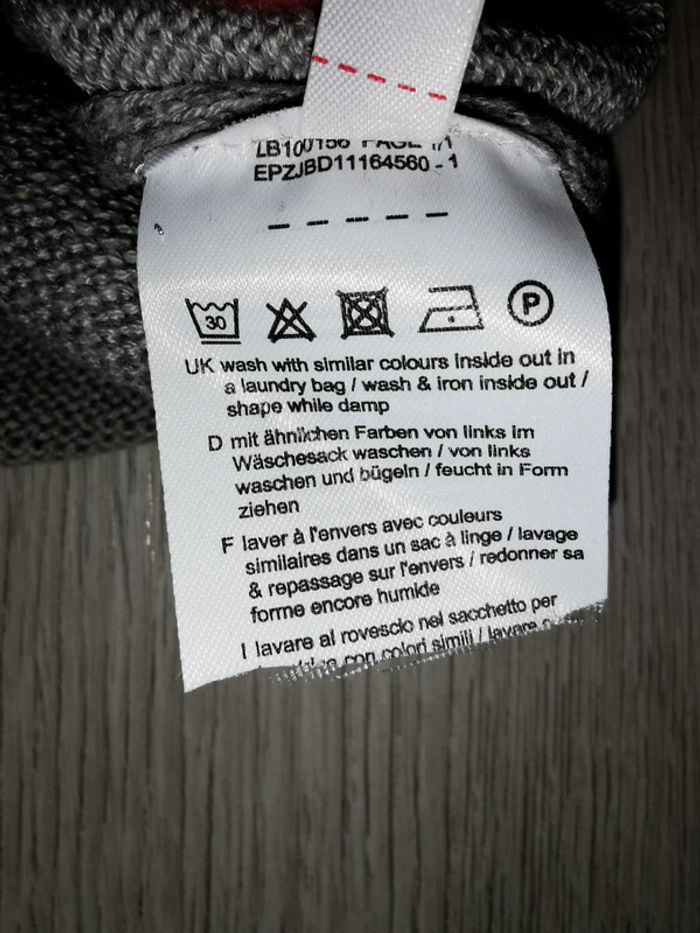 LB100156 PAGE 1/1
EPZJBD11164560 - 1
30
P
UK wash with similar colours inside out in
a laundry bag / wash & iron inside out /
shape while damp
D mit ähnlichen Farben von links im
Wäschesack waschen / von links
waschen und bügeln / feucht in Form
ziehen
F laver à l'envers avec couleurs
similaires dans un sac à linge / lavage
& repassage sur l'envers / redonner sa
forme encore humide
I lavare al rovescio nel sacchetto per
con colori simili / lavare